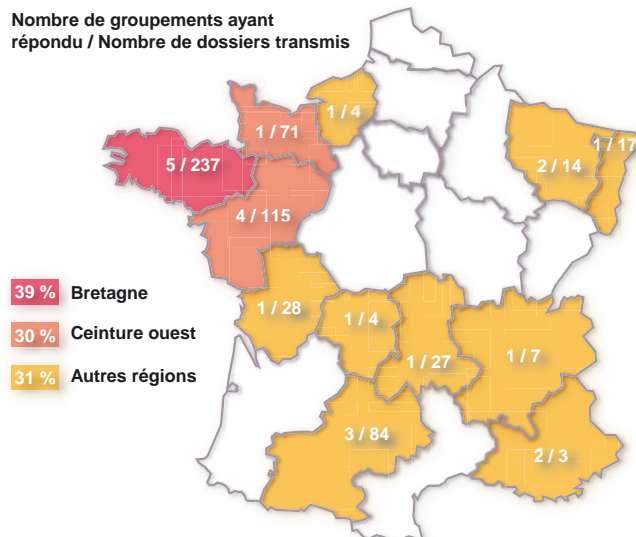 Nombre de groupements ayant
répondu / Nombre de dossiers transmis
1 / 4
1 / 71
1 / 17
2 / 14
5 / 237
4 / 115
39 % Bretagne
30 % Ceinture ouest
31 % Autres régions
1 / 28
1 / 4
1 / 27
1 / 7
3 / 84
2 / 3